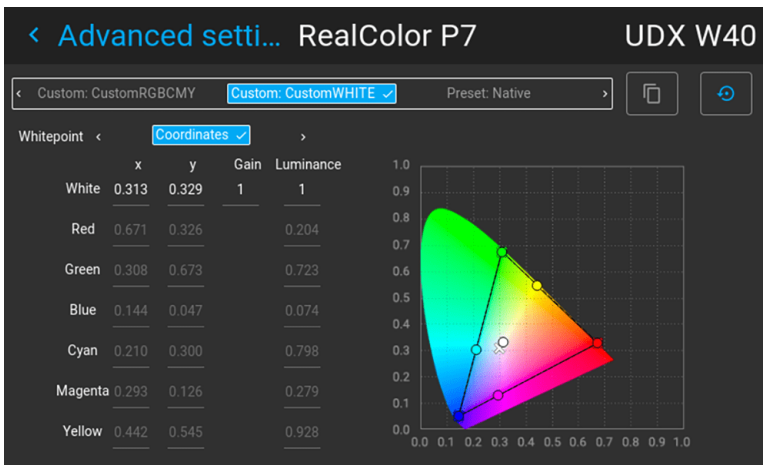 Advanced setti... RealColor P7 UDX W40
Custom: CustomRGBCMY Custom: CustomWHITE Preset: Native
Whitepoint Coordinates
x y Gain Luminance
White 0.313 0.329 1 1
Red 0.671 0.326 0.204
Green 0.308 0.673 0.723
Blue 0.144 0.047 0.074
Cyan 0.210 0.300 0.798
Magenta 0.293 0.126 0.279
Yellow 0.442 0.545 0.928
1.0
0.9
0.8
0.7
0.6
0.5
0.4
0.3
0.2
0.1
0.0
0.0 0.1 0.2 0.3 0.4 0.5 0.6 0.7 0.8 0.9 1.0